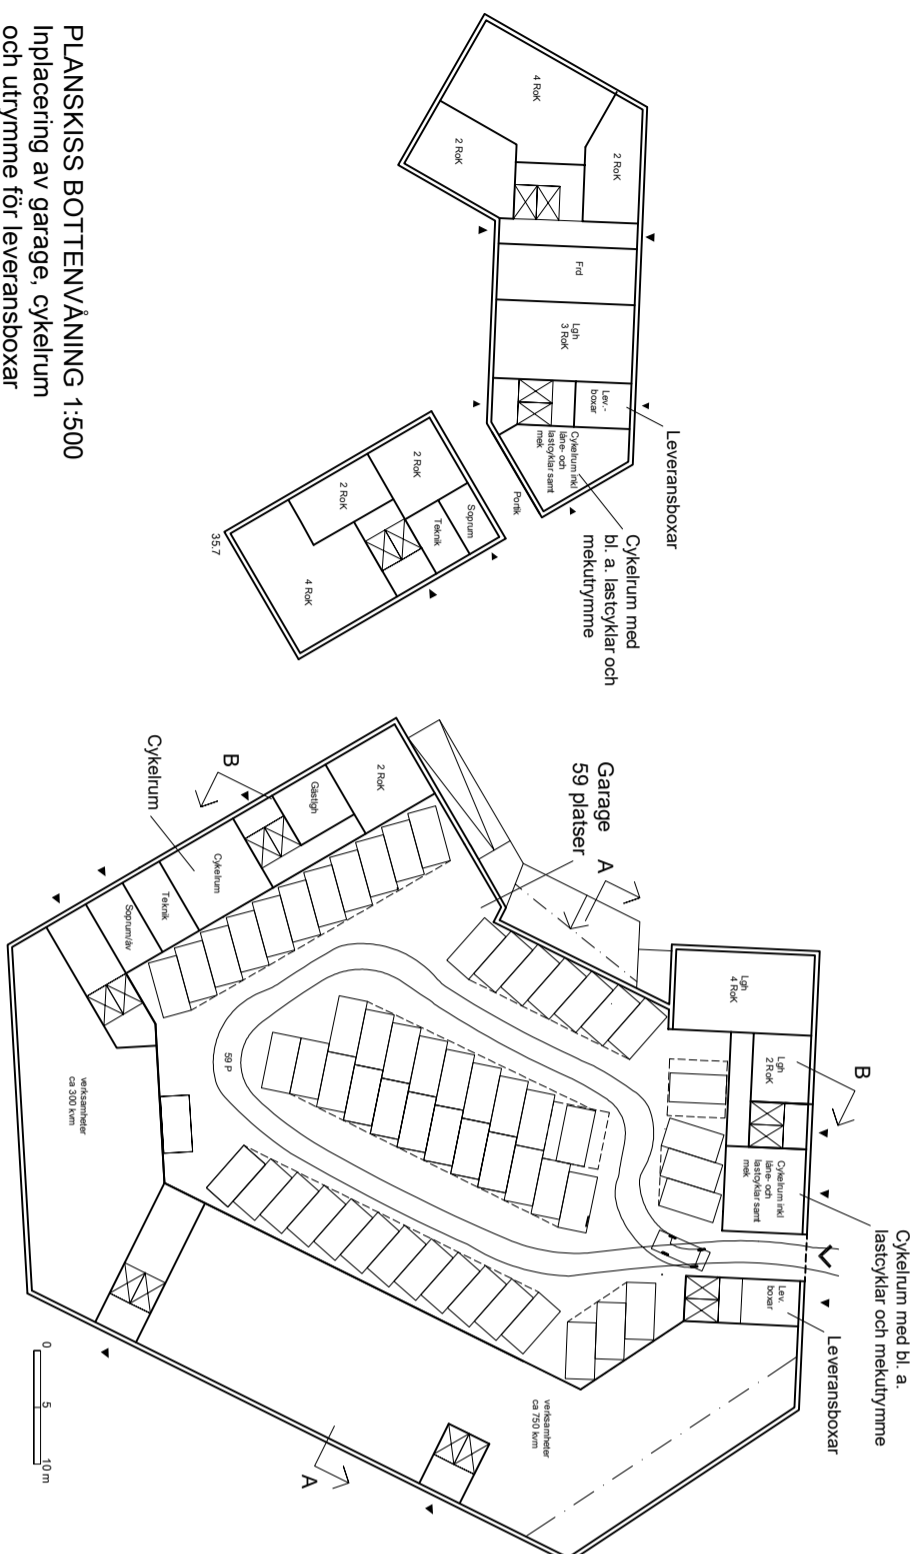 PLANSKISS BOTTENVÅNING 1:500
Inplacering av garage, cykelrum
och utrymme för leveransboxar
4 RoK
2 RoK
2 RoK
Frd
Lgh
3 RoK
Lev.-
boxar
Cykelrum inkl
låne- och
lastcyklar samt
mek
Leveransboxar
Cykelrum med
bl. a. lastcyklar och
mekutrymme
Portik
Soprum
Teknik
2 RoK
2 RoK
4 RoK
35.7
Garage
59 platser
A
B
Cykelrum
2 RoK
Gästlgh
Cykelrum
Teknik
Soprum/åv
59 P
Lgh
4 RoK
Lgh
2 RoK
B
Cykelrum inkl
låne- och
lastcyklar samt
mek
Cykelrum med bl. a.
lastcyklar och mekutrymme
Lev.
boxar
Leveransboxar
verksamheter
ca 300 kvm
verksamheter
ca 750 kvm
A
0 5 10 m